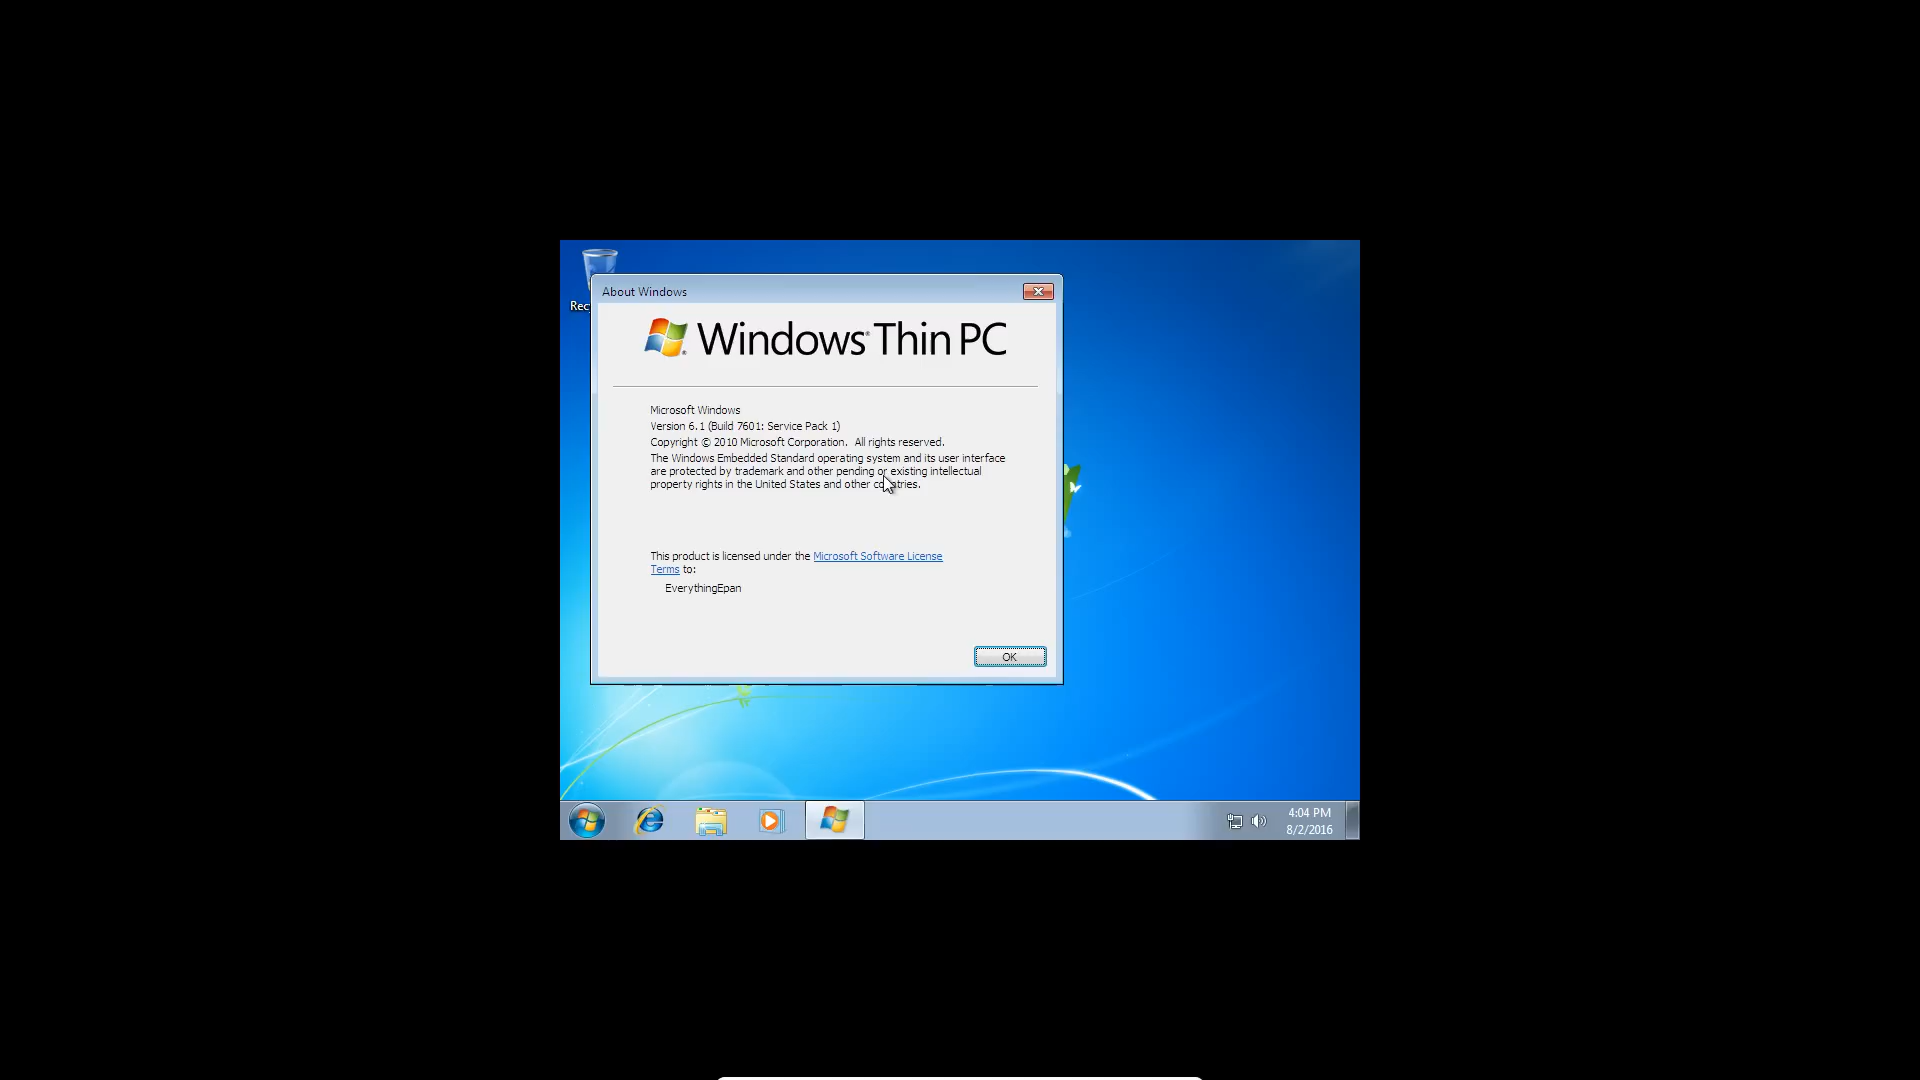 Rec
About Windows
Windows® Thin PC
Microsoft Windows
Version 6.1 (Build 7601: Service Pack 1)
Copyright © 2010 Microsoft Corporation. All rights reserved.
The Windows Embedded Standard operating system and its user interface
are protected by trademark and other pending or existing intellectual
property rights in the United States and other countries.
This product is licensed under the Microsoft Software License
Terms to:
EverythingEpan
OK
4:04 PM
8/2/2016